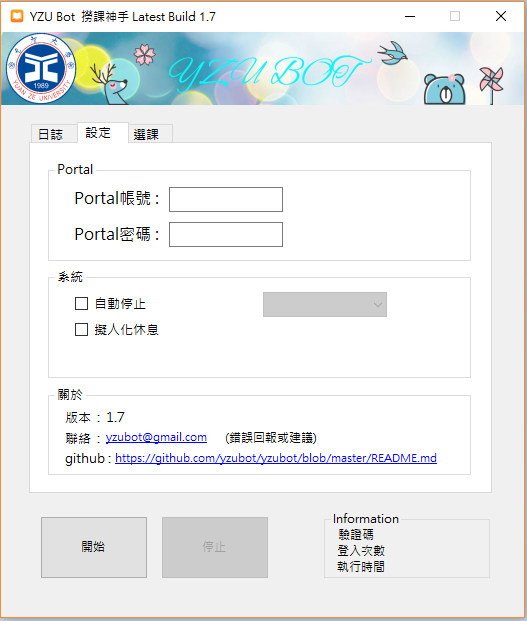 YZU Bot 撈課神手 Latest Build 1.7
YUAN ZE UNIVERSITY
1989
YZU BOT
日誌 設定 選課
Portal
Portal帳號 :
Portal密碼 :
系統
自動停止
擬人化休息
關於
版本 : 1.7
聯絡 : yzubot@gmail.com (錯誤回報或建議)
github : https://github.com/yzubot/yzubot/blob/master/README.md
開始 停止
Information
驗證碼
登入次數
執行時間